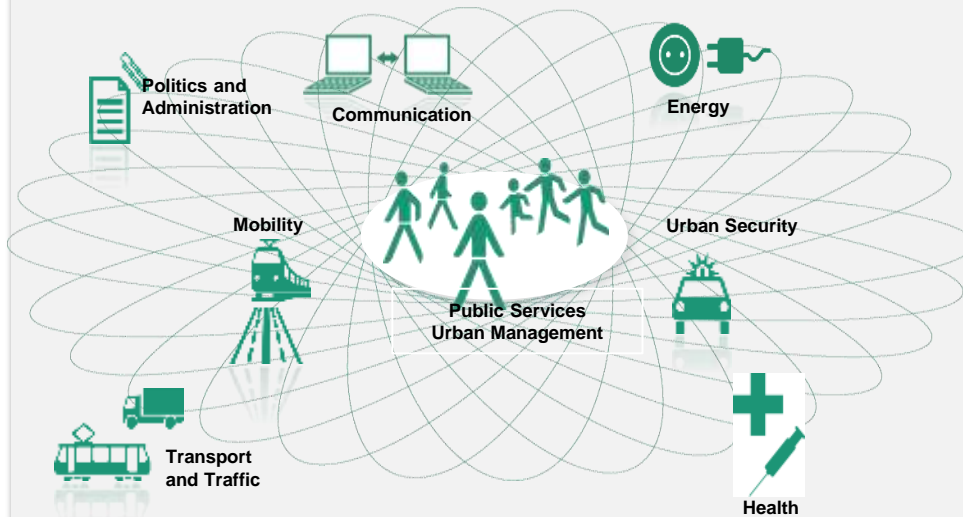 Politics and
Administration
Communication
Energy
Mobility
Urban Security
Public Services
Urban Management
Transport
and Traffic
Health